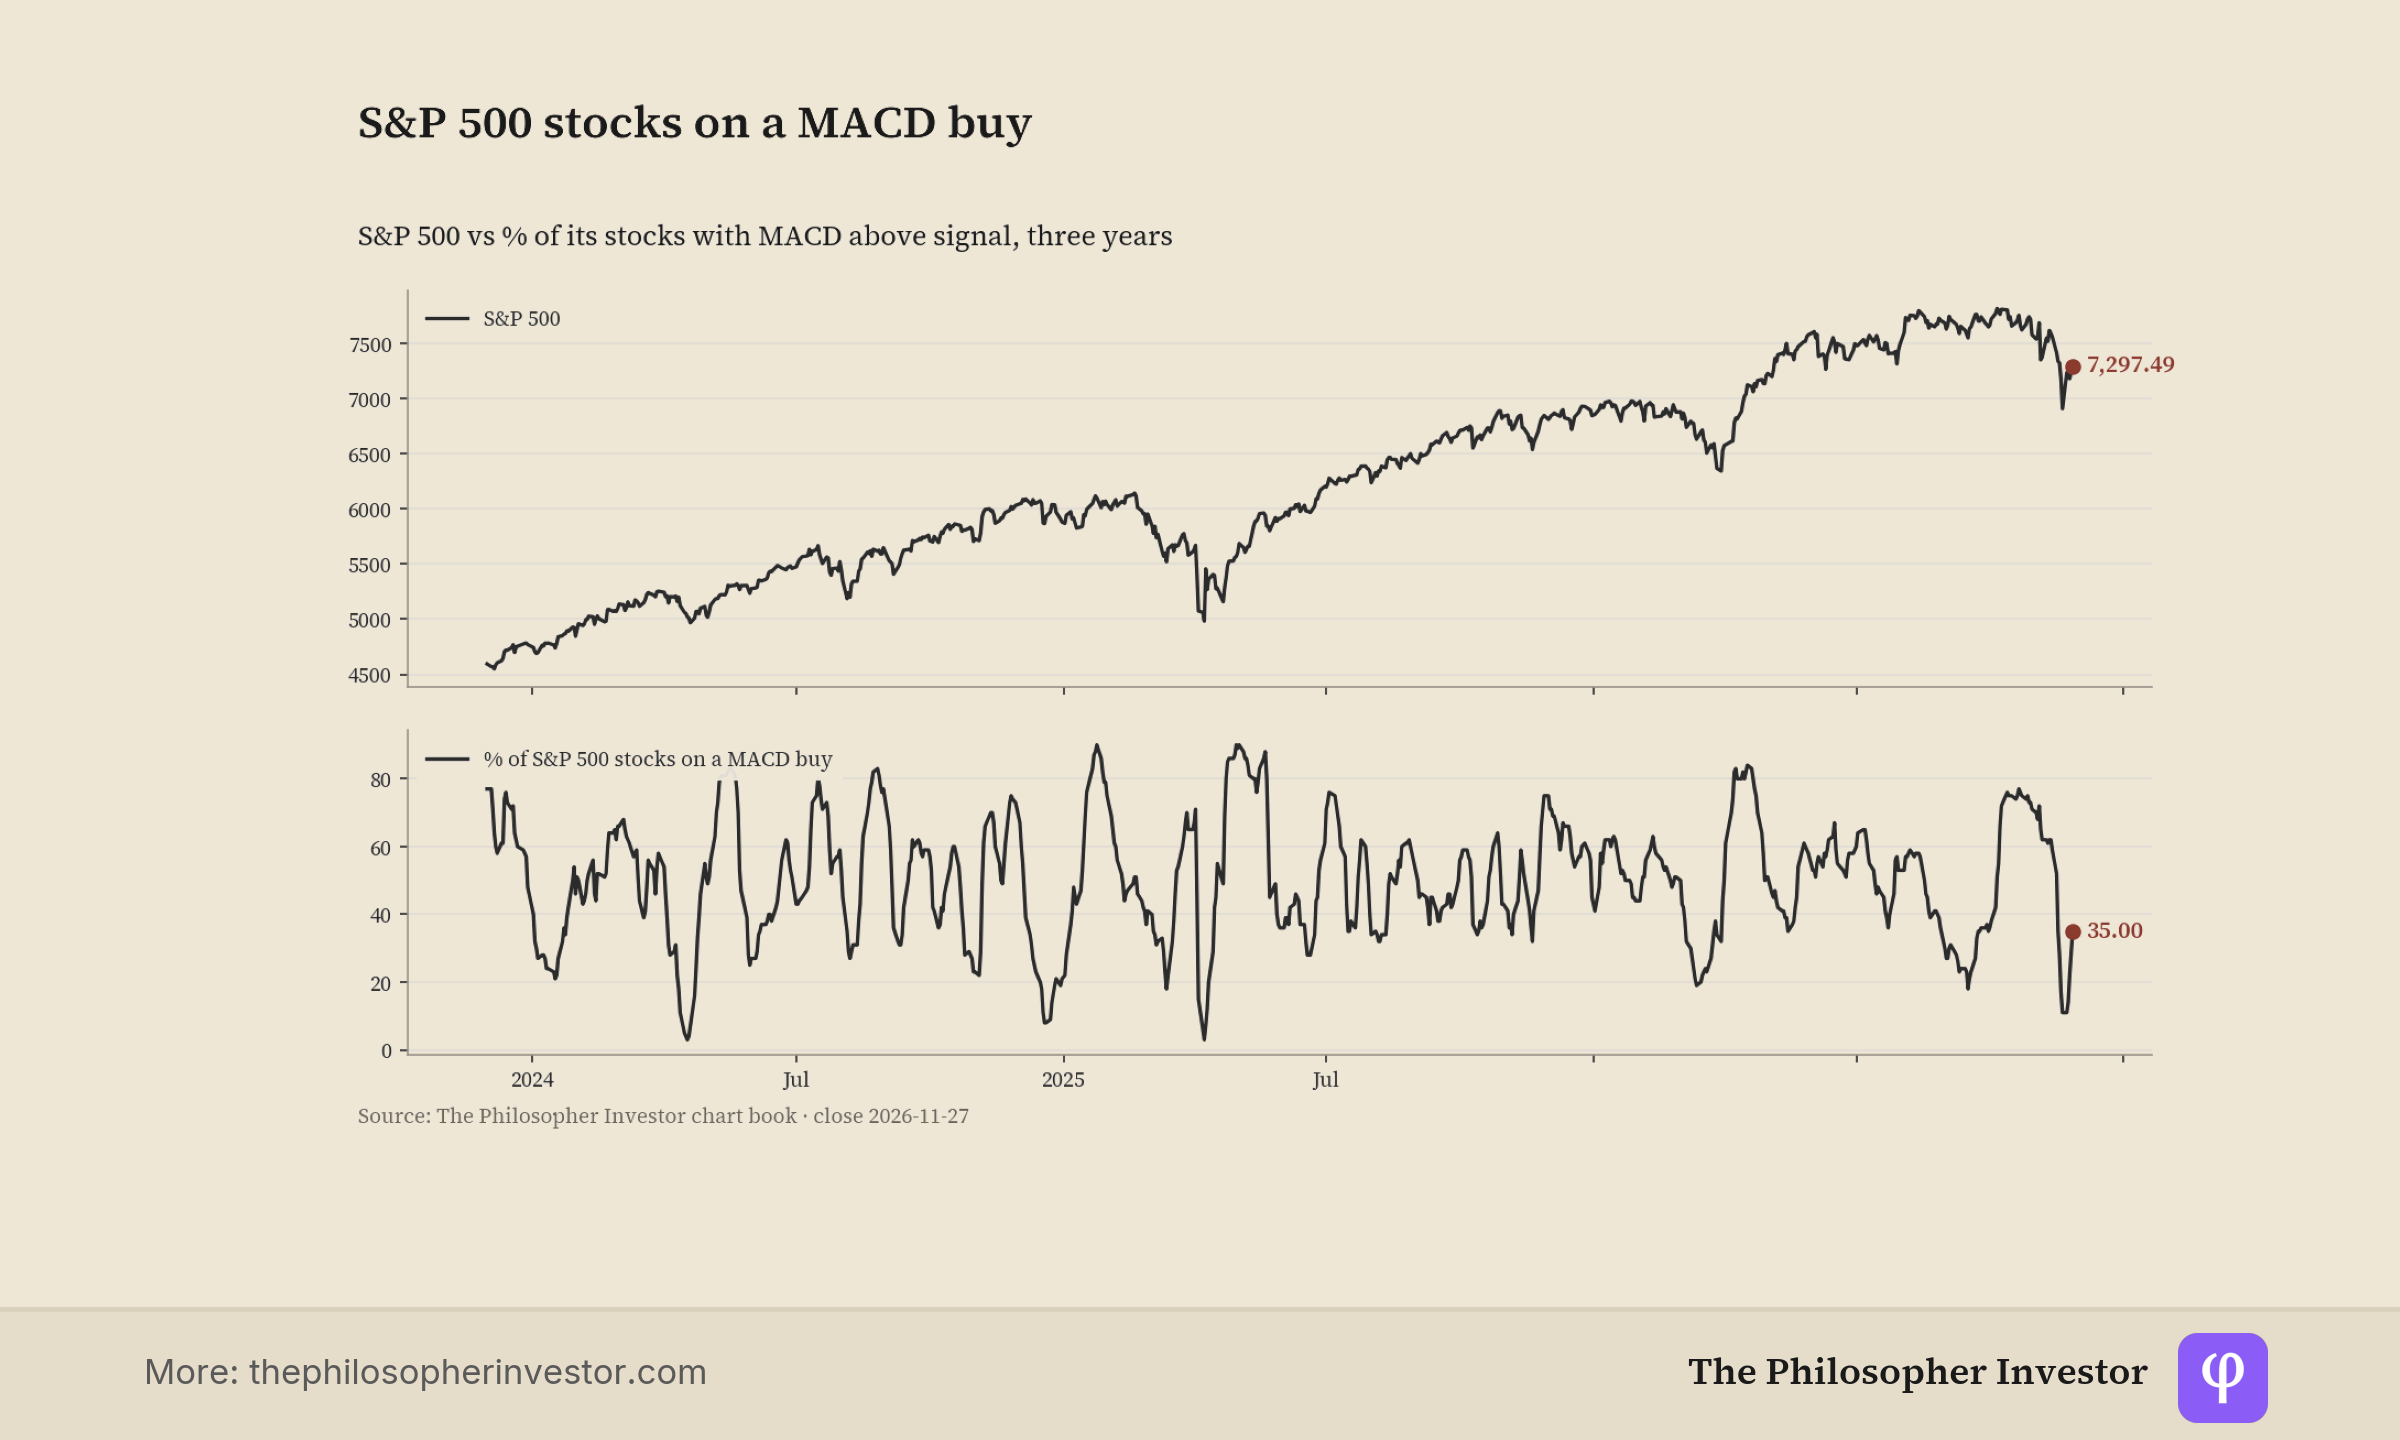 S&P 500 stocks on a MACD buy
S&P 500 vs % of its stocks with MACD above signal, three years
S&P 500
7500
7000
6500
6000
5500
5000
4500
7,297.49
% of S&P 500 stocks on a MACD buy
80
60
40
20
0
35.00
2024 Jul 2025 Jul
Source: The Philosopher Investor chart book · close 2026-11-27
More: thephilosopherinvestor.com
The Philosopher Investor φ